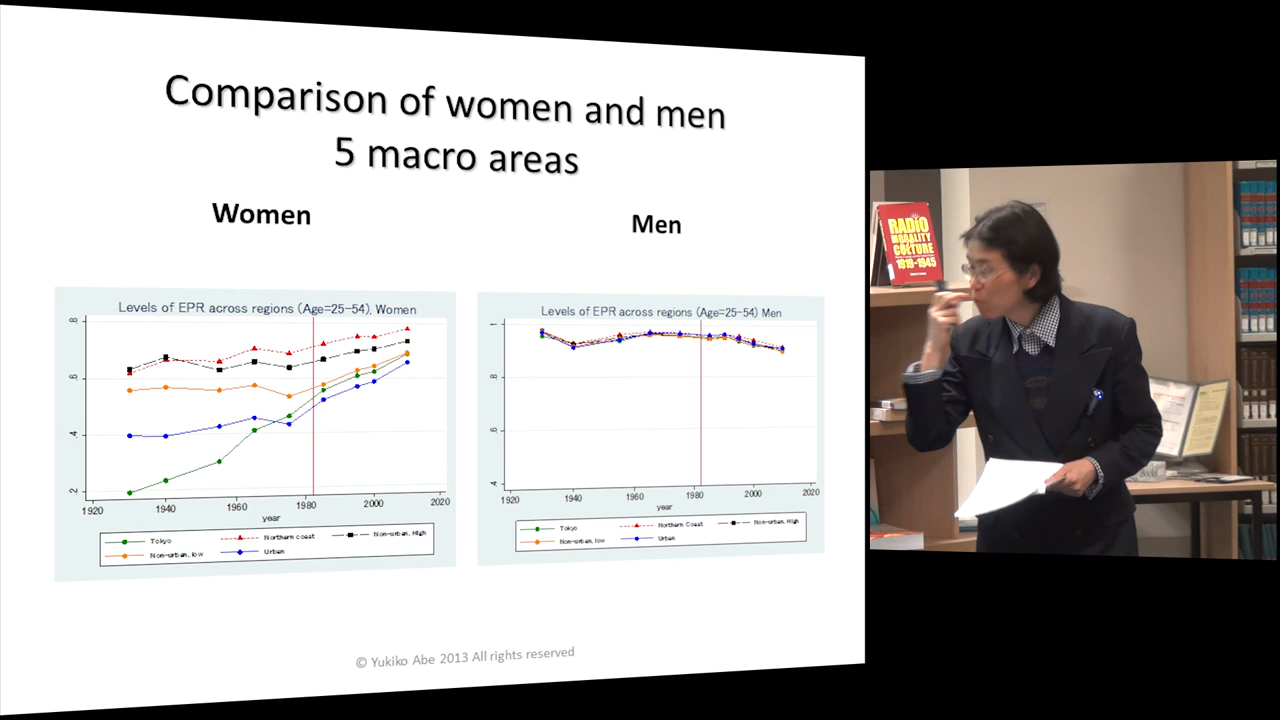 Comparison of women and men
5 macro areas
Women
Men
Levels of EPR across regions (Age=25-54), Women
.8
.6
.4
.2
1920
1940
1960
1980
2000
2020
year
Tokyo
Northern coast
Non-urban, High
Non-urban, low
Urban
Levels of EPR across regions (Age=25-54) Men
1
.8
.6
.4
1920
1940
1960
1980
2000
2020
year
Tokyo
Northern Coast
Non-urban, High
Non-urban, low
Urban
© Yukiko Abe 2013 All rights reserved
RADIO
MORALITY
CULTURE
1919-1945